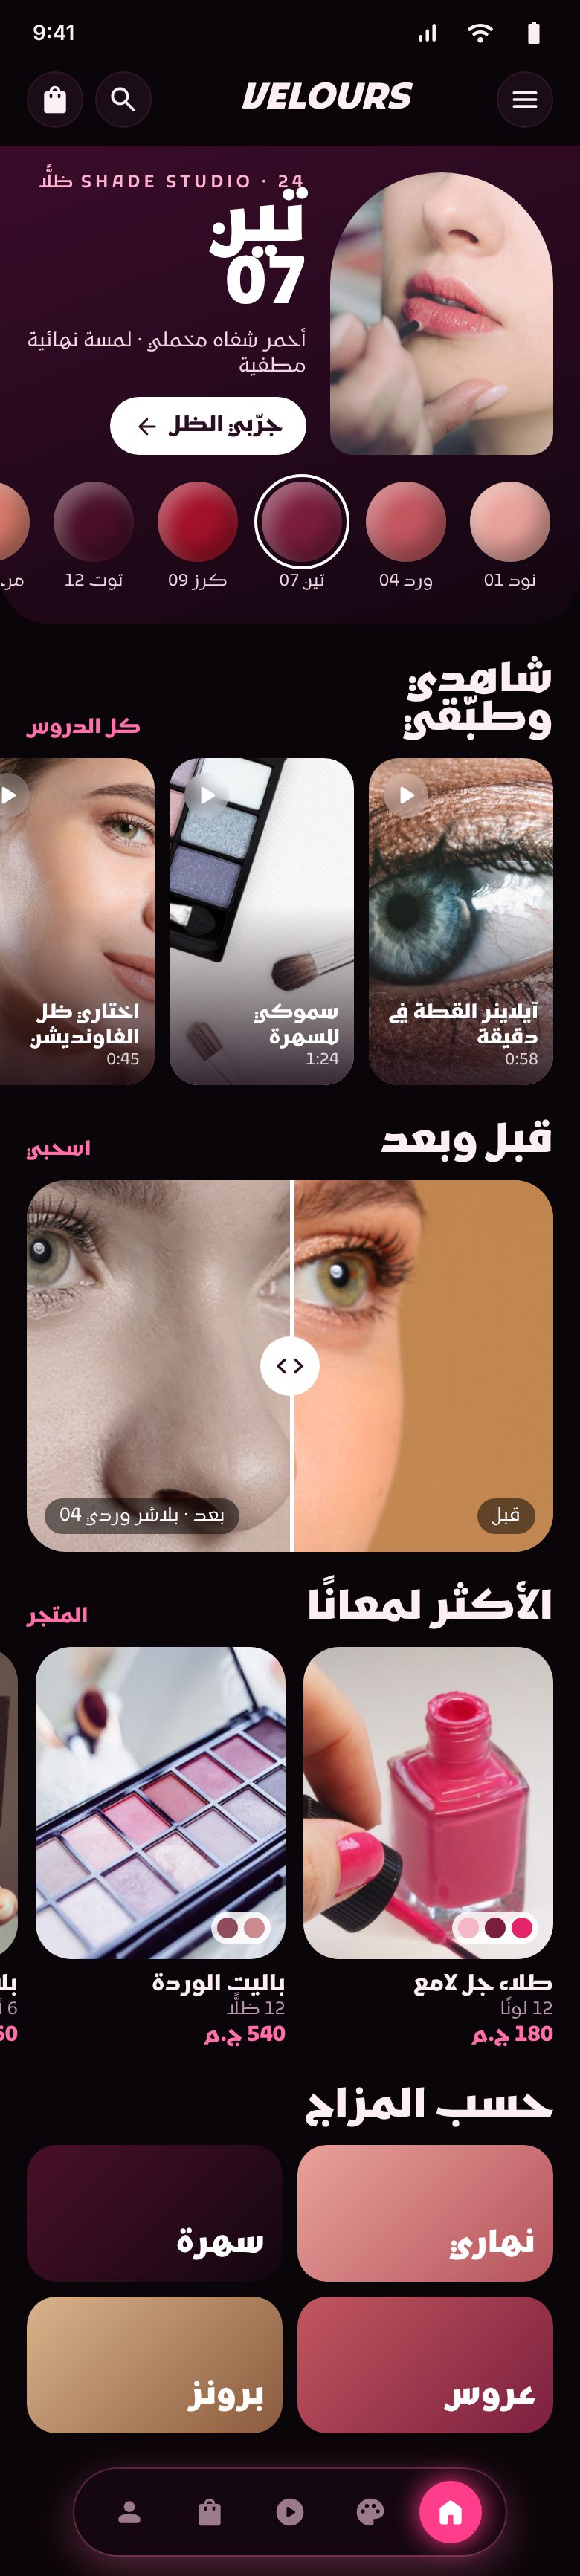 9:41
VELOURS
SHADE STUDIO · 24 ظلًّا
تين
07
أحمر شفاه مخملي · لمسة نهائية
مطفية
جرّبي الظل
نود 01
ورد 04
تين 07
كرز 09
توت 12
شاهدي
وطبّقي
كل الدروس
آيلاينر القطة في
دقيقة
0:58
سموكي
للسهرة
1:24
اختاري ظل
الفاونديشن
0:45
قبل وبعد
اسحبي
قبل
بعد · بلاشر وردي 04
الأكثر لمعانًا
المتجر
طلاء جل لامع
12 لونًا
180 ج.م
باليت الوردة
12 ظلًّا
540 ج.م
حسب المزاج
نهاري
سهرة
عروس
برونز